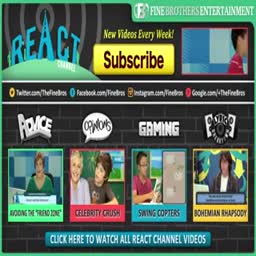 FINE BROTHERS ENTERTAINMENT
REACT
CHANNEL
New Videos Every Week!
Subscribe
Twitter.com/TheFineBros
Facebook.com/FineBros
Instagram.com/FineBros
Google.com/+TheFineBros
ADVICE
OPINIONS
GAMING
AVOIDING THE "FRIEND ZONE"
CELEBRITY CRUSH
SWING COPTERS
BOHEMIAN RHAPSODY
CLICK HERE TO WATCH ALL REACT CHANNEL VIDEOS